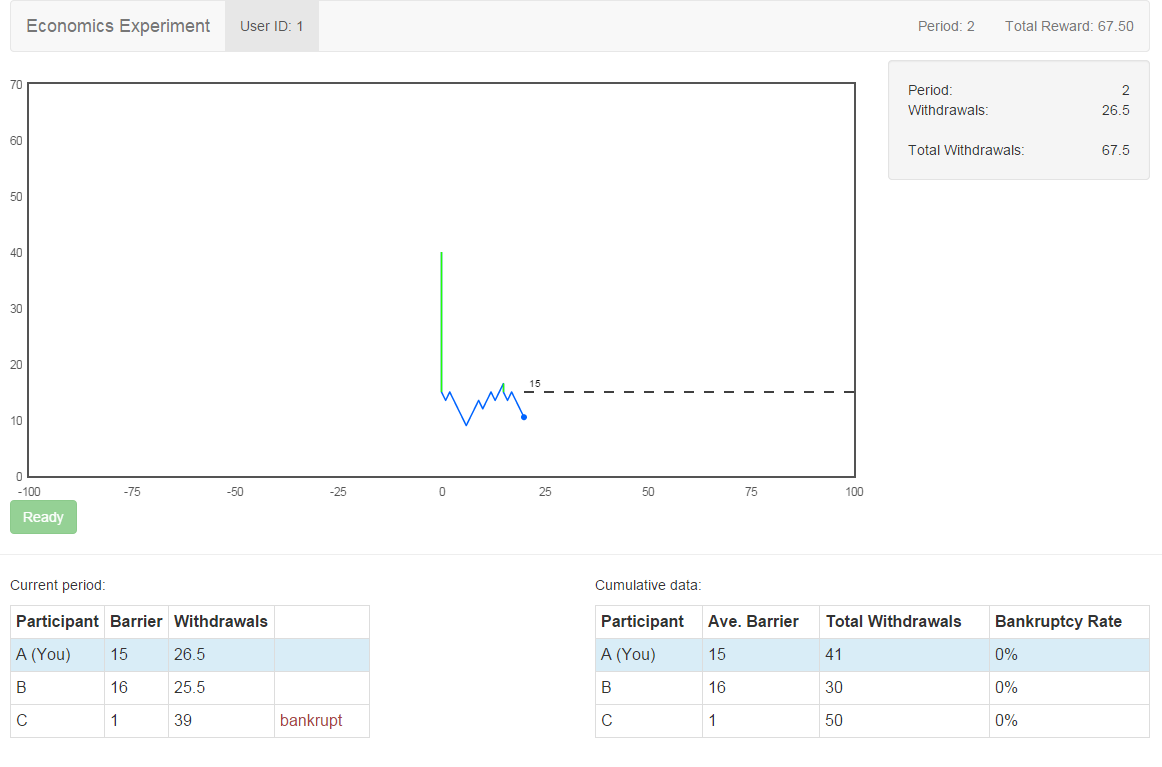 Economics Experiment User ID: 1 Period: 2 Total Reward: 67.50
Period: 2
Withdrawals: 26.5
Total Withdrawals: 67.5
70
60
50
40
30
20
10
0
15
-100 -75 -50 -25 0 25 50 75 100
Ready
Current period:
Participant Barrier Withdrawals
A (You) 15 26.5
B 16 25.5
C 1 39 bankrupt
Cumulative data:
Participant Ave. Barrier Total Withdrawals Bankruptcy Rate
A (You) 15 41 0%
B 16 30 0%
C 1 50 0%